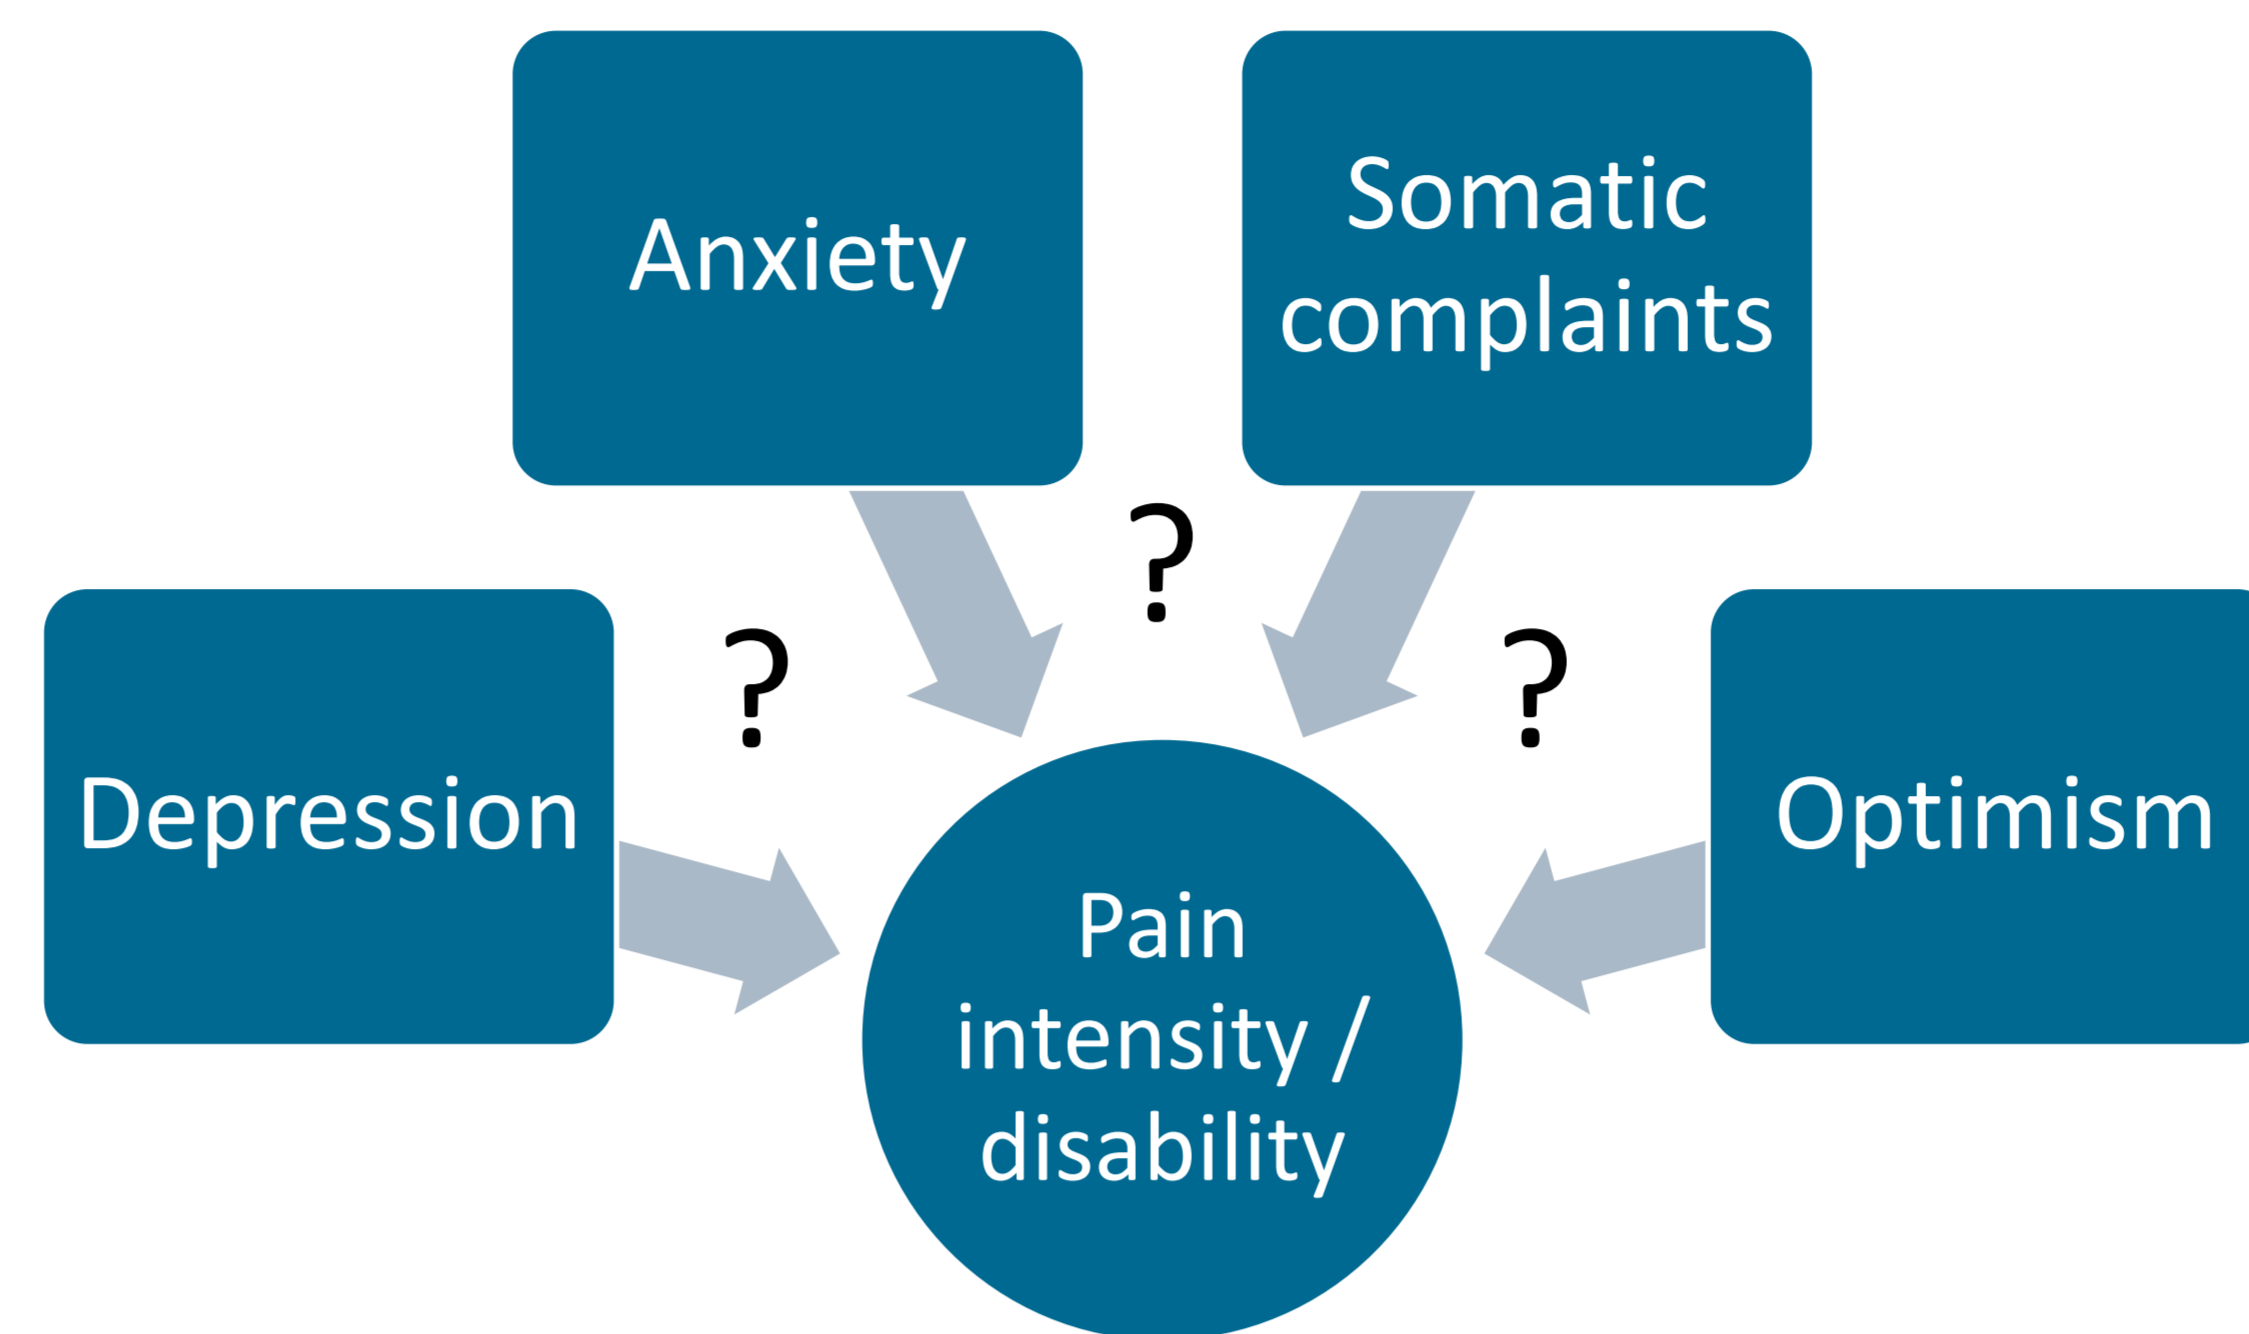 Anxiety
Somatic
complaints
?
?
?
Depression
Optimism
Pain
intensity /
disability